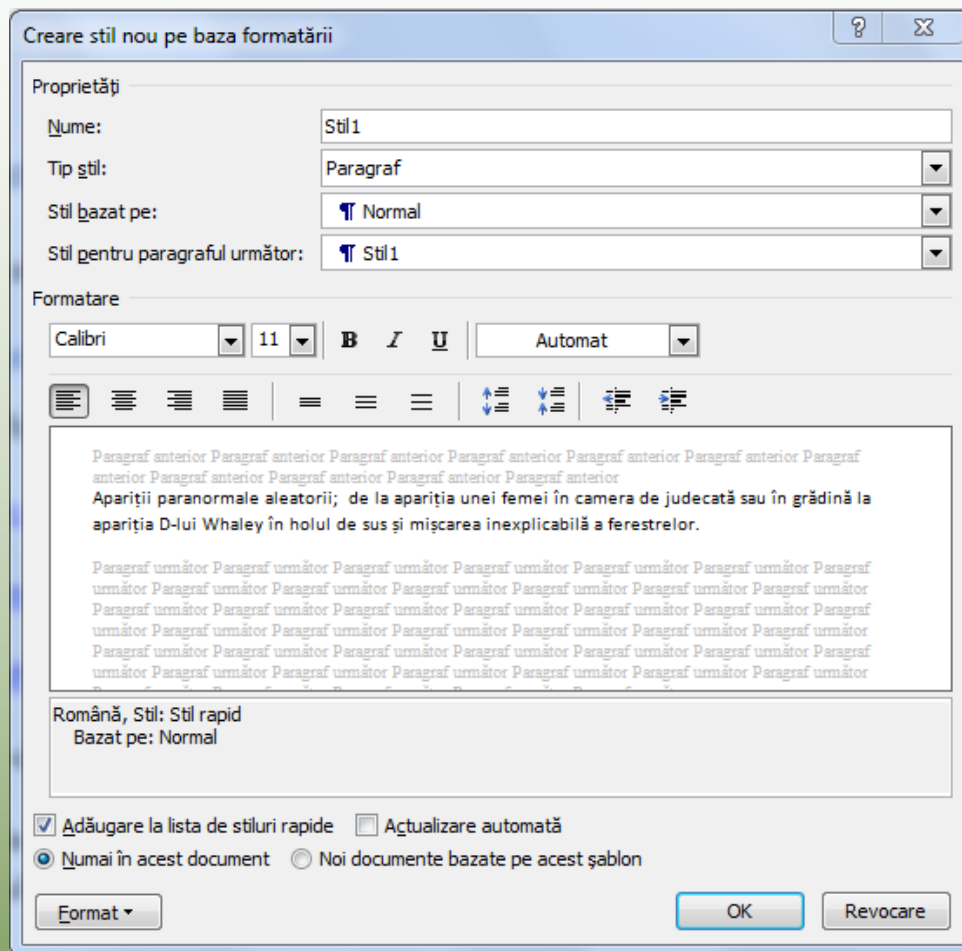 Creare stil nou pe baza formatării
Proprietăți
Nume: Stil1
Tip stil: Paragraf
Stil bazat pe: ¶ Normal
Stil pentru paragraful următor: ¶ Stil1
Formatare
Calibri 11 B I U Automat
Paragraf anterior Paragraf anterior Paragraf anterior Paragraf anterior Paragraf anterior Paragraf anterior Paragraf
anterior Paragraf anterior Paragraf anterior Paragraf anterior Paragraf anterior
Apariții paranormale aleatorii; de la apariția unei femei în camera de judecată sau în grădină la
apariția D-lui Whaley în holul de sus și mișcarea inexplicabilă a ferestrelor.
Paragraf următor Paragraf următor Paragraf următor Paragraf următor Paragraf următor Paragraf următor Paragraf
următor Paragraf următor Paragraf următor Paragraf următor Paragraf următor Paragraf următor Paragraf următor
Paragraf următor Paragraf următor Paragraf următor Paragraf următor Paragraf următor Paragraf următor Paragraf
următor Paragraf următor Paragraf următor Paragraf următor Paragraf următor Paragraf următor Paragraf următor
Paragraf următor Paragraf următor Paragraf următor Paragraf următor Paragraf următor Paragraf următor Paragraf
următor Paragraf următor Paragraf următor Paragraf următor Paragraf următor Paragraf următor Paragraf următor
Română, Stil: Stil rapid
Bazat pe: Normal
Adăugare la lista de stiluri rapide Actualizare automată
Numai în acest document Noi documente bazate pe acest șablon
Format OK Revocare